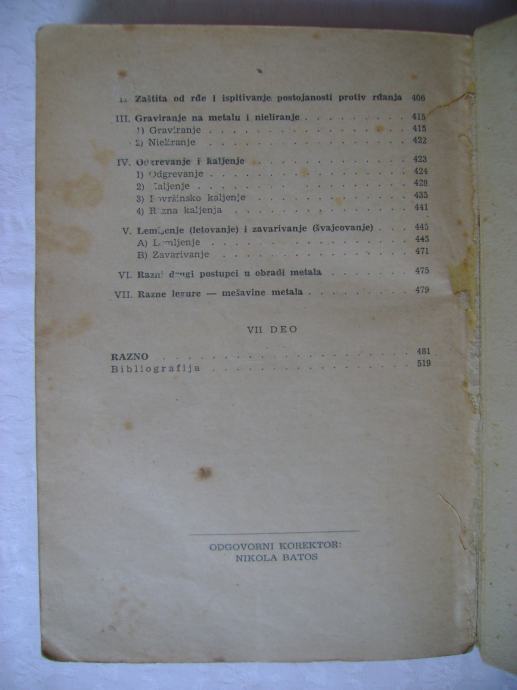 II. Zaštita od rđe i ispitivanje postojanosti protiv rđanja 406
III. Graviranje na metalu i nieliranje . . . . . . . . . . 415
1) Graviranje . . . . . . . . . . . . . . . . . . . 415
2) Nieliranje . . . . . . . . . . . . . . . . . . . 422
IV. Odgrevanje i kaljenje . . . . . . . . . . . . . . . . 423
1) Odgrevanje . . . . . . . . . . . . . . . . . . . 424
2) Kaljenje . . . . . . . . . . . . . . . . . . . . 428
3) Površinsko kaljenje . . . . . . . . . . . . . . . 435
4) Razna kaljenja . . . . . . . . . . . . . . . . . 441
V. Lemljenje (letovanje) i zavarivanje (švajcovanje) . . . 445
A) Lemljenje . . . . . . . . . . . . . . . . . . . 445
B) Zavarivanje . . . . . . . . . . . . . . . . . . 471
VI. Razni drugi postupci u obradi metala . . . . . . . . 475
VII. Razne legure — mešavine metala . . . . . . . . . . 479
VII DEO
RAZNO . . . . . . . . . . . . . . . . . . . . . . 481
Bibliografija . . . . . . . . . . . . . . . . . . . 519
ODGOVORNI KOREKTOR:
NIKOLA BATOS